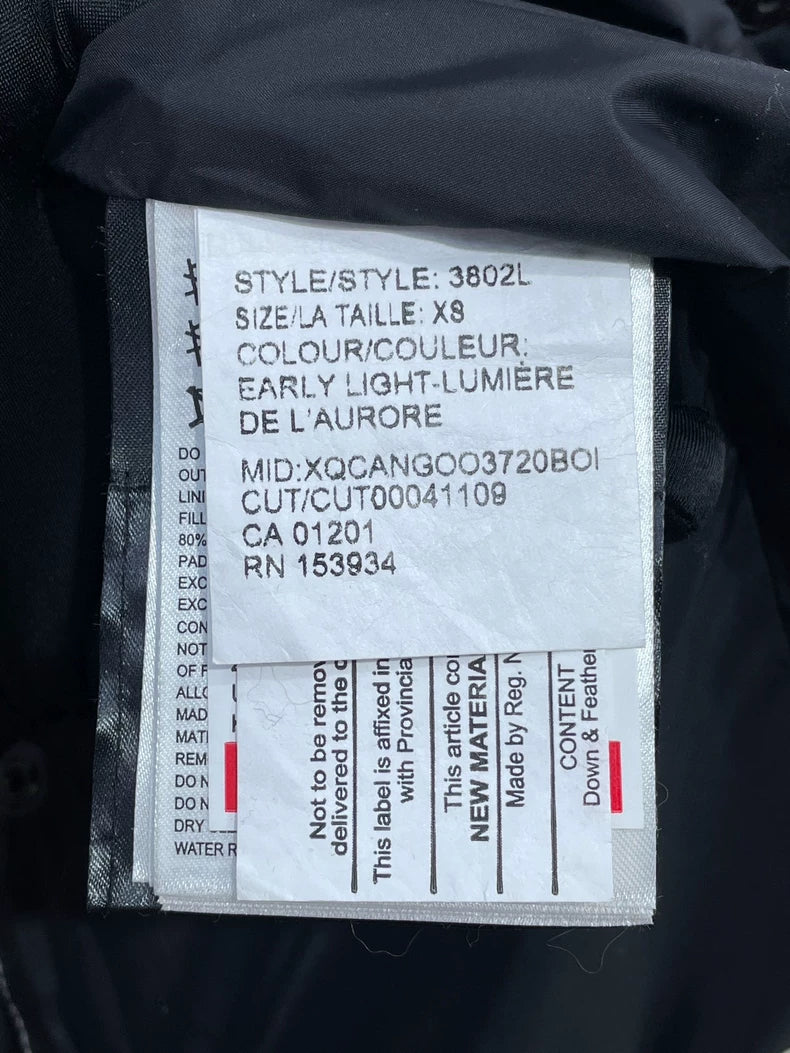 STYLE/STYLE: 3802L
SIZE/LA TAILLE: XS
COLOUR/COULEUR:
EARLY LIGHT-LUMIÈRE
DE L'AURORE
MID:XQCANGOO3720BOI
CUT/CUT00041109
CA 01201
RN 153934
DO
OUT
LINI
FILL
80%
PAD
EXC
EXC
CON
NOT
OF F
ALLO
MAD
MATI
REM
DO N
DO N
DRY
WATER R
Not to be remov
delivered to the c
This label is affixed in
with Provincia
This article co
NEW MATERIA
Made by Reg. N
CONTENT
Down & Feather